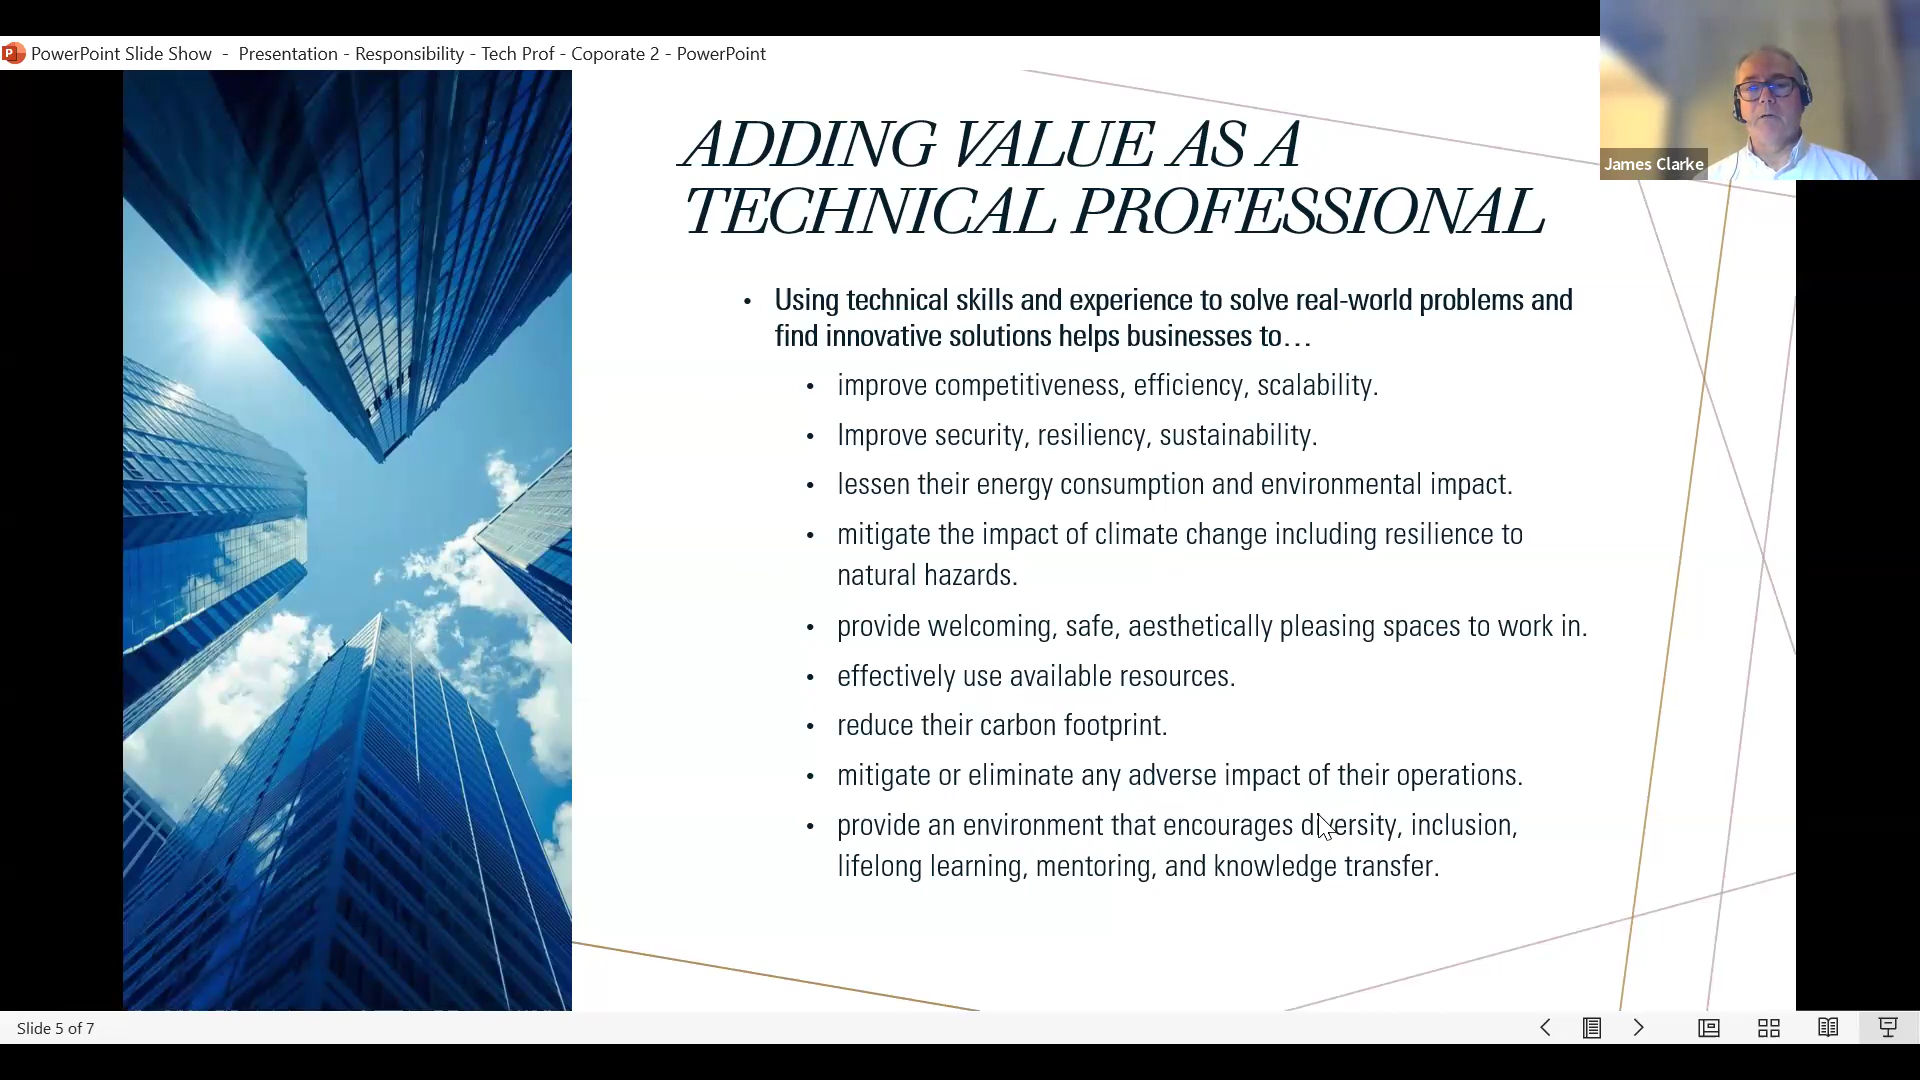 PowerPoint Slide Show - Presentation - Responsibility - Tech Prof - Coporate 2 - PowerPoint
James Clarke
ADDING VALUE AS A
TECHNICAL PROFESSIONAL
• Using technical skills and experience to solve real-world problems and
find innovative solutions helps businesses to…
• improve competitiveness, efficiency, scalability.
• Improve security, resiliency, sustainability.
• lessen their energy consumption and environmental impact.
• mitigate the impact of climate change including resilience to
natural hazards.
• provide welcoming, safe, aesthetically pleasing spaces to work in.
• effectively use available resources.
• reduce their carbon footprint.
• mitigate or eliminate any adverse impact of their operations.
• provide an environment that encourages diversity, inclusion,
lifelong learning, mentoring, and knowledge transfer.
Slide 5 of 7